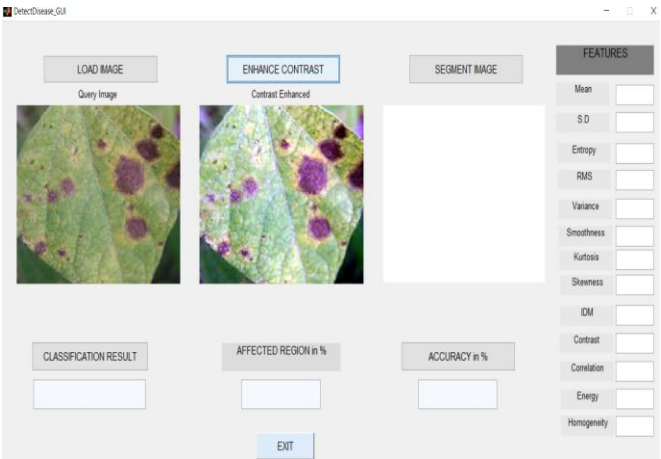 DetectDisease_GUI
LOAD IMAGE
ENHANCE CONTRAST
SEGMENT IMAGE
Query Image
Contrast Enhanced
FEATURES
Mean
S.D
Entropy
RMS
Variance
Smoothness
Kurtosis
Skewness
IDM
Contrast
Correlation
Energy
Homogeneity
CLASSIFICATION RESULT
AFFECTED REGION in %
ACCURACY in %
EXIT